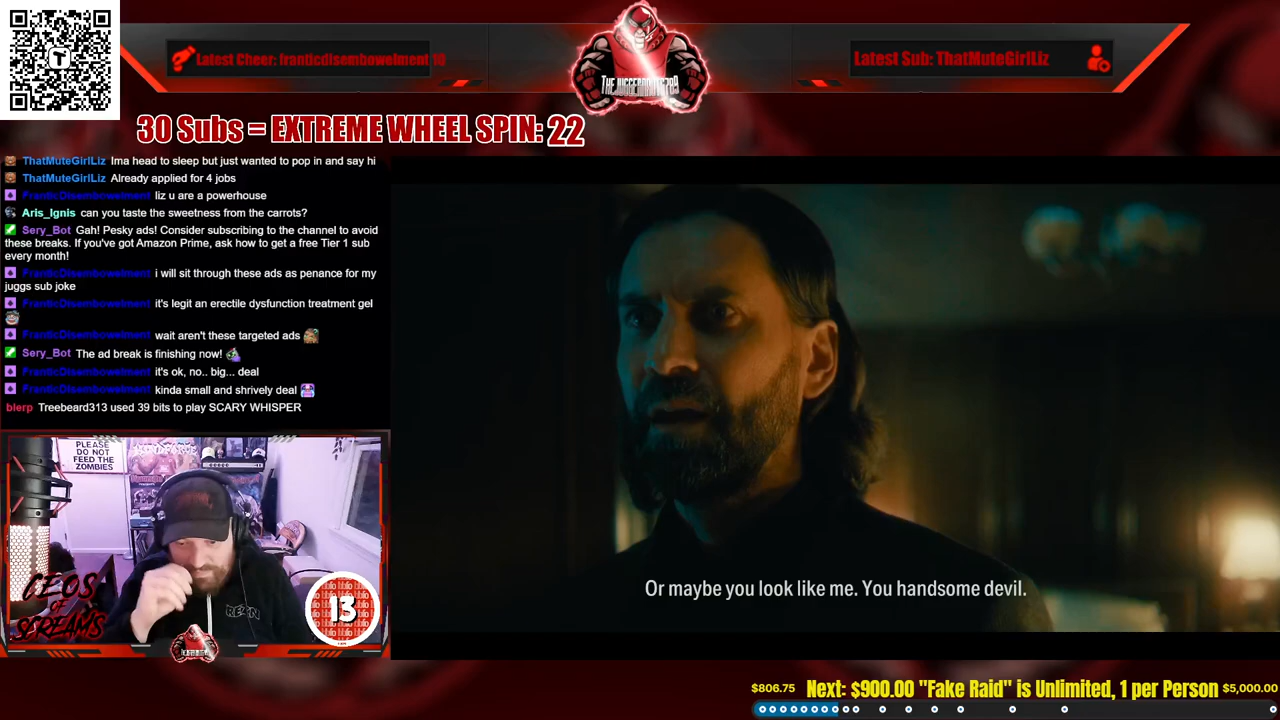 Latest Cheer: franticdisembowelment 10
THEJUGGERNAUT6789
Latest Sub: ThatMuteGirlLiz
30 Subs = EXTREME WHEEL SPIN: 22
ThatMuteGirlLiz Ima head to sleep but just wanted to pop in and say hi
ThatMuteGirlLiz Already applied for 4 jobs
FranticDisembowelment liz u are a powerhouse
Aris_Ignis can you taste the sweetness from the carrots?
Sery_Bot Gah! Pesky ads! Consider subscribing to the channel to avoid
these breaks. If you've got Amazon Prime, ask how to get a free Tier 1 sub
every month!
FranticDisembowelment i will sit through these ads as penance for my
juggs sub joke
FranticDisembowelment it's legit an erectile dysfunction treatment gel
FranticDisembowelment wait aren't these targeted ads
Sery_Bot The ad break is finishing now!
FranticDisembowelment it's ok, no.. big... deal
FranticDisembowelment kinda small and shrively deal
blerp Treebeard313 used 39 bits to play SCARY WHISPER
PLEASE
DO NOT
FEED THE
ZOMBIES
CEOS
OF
SCREAMS
13
Or maybe you look like me. You handsome devil.
$806.75 Next: $900.00 "Fake Raid" is Unlimited, 1 per Person $5,000.00